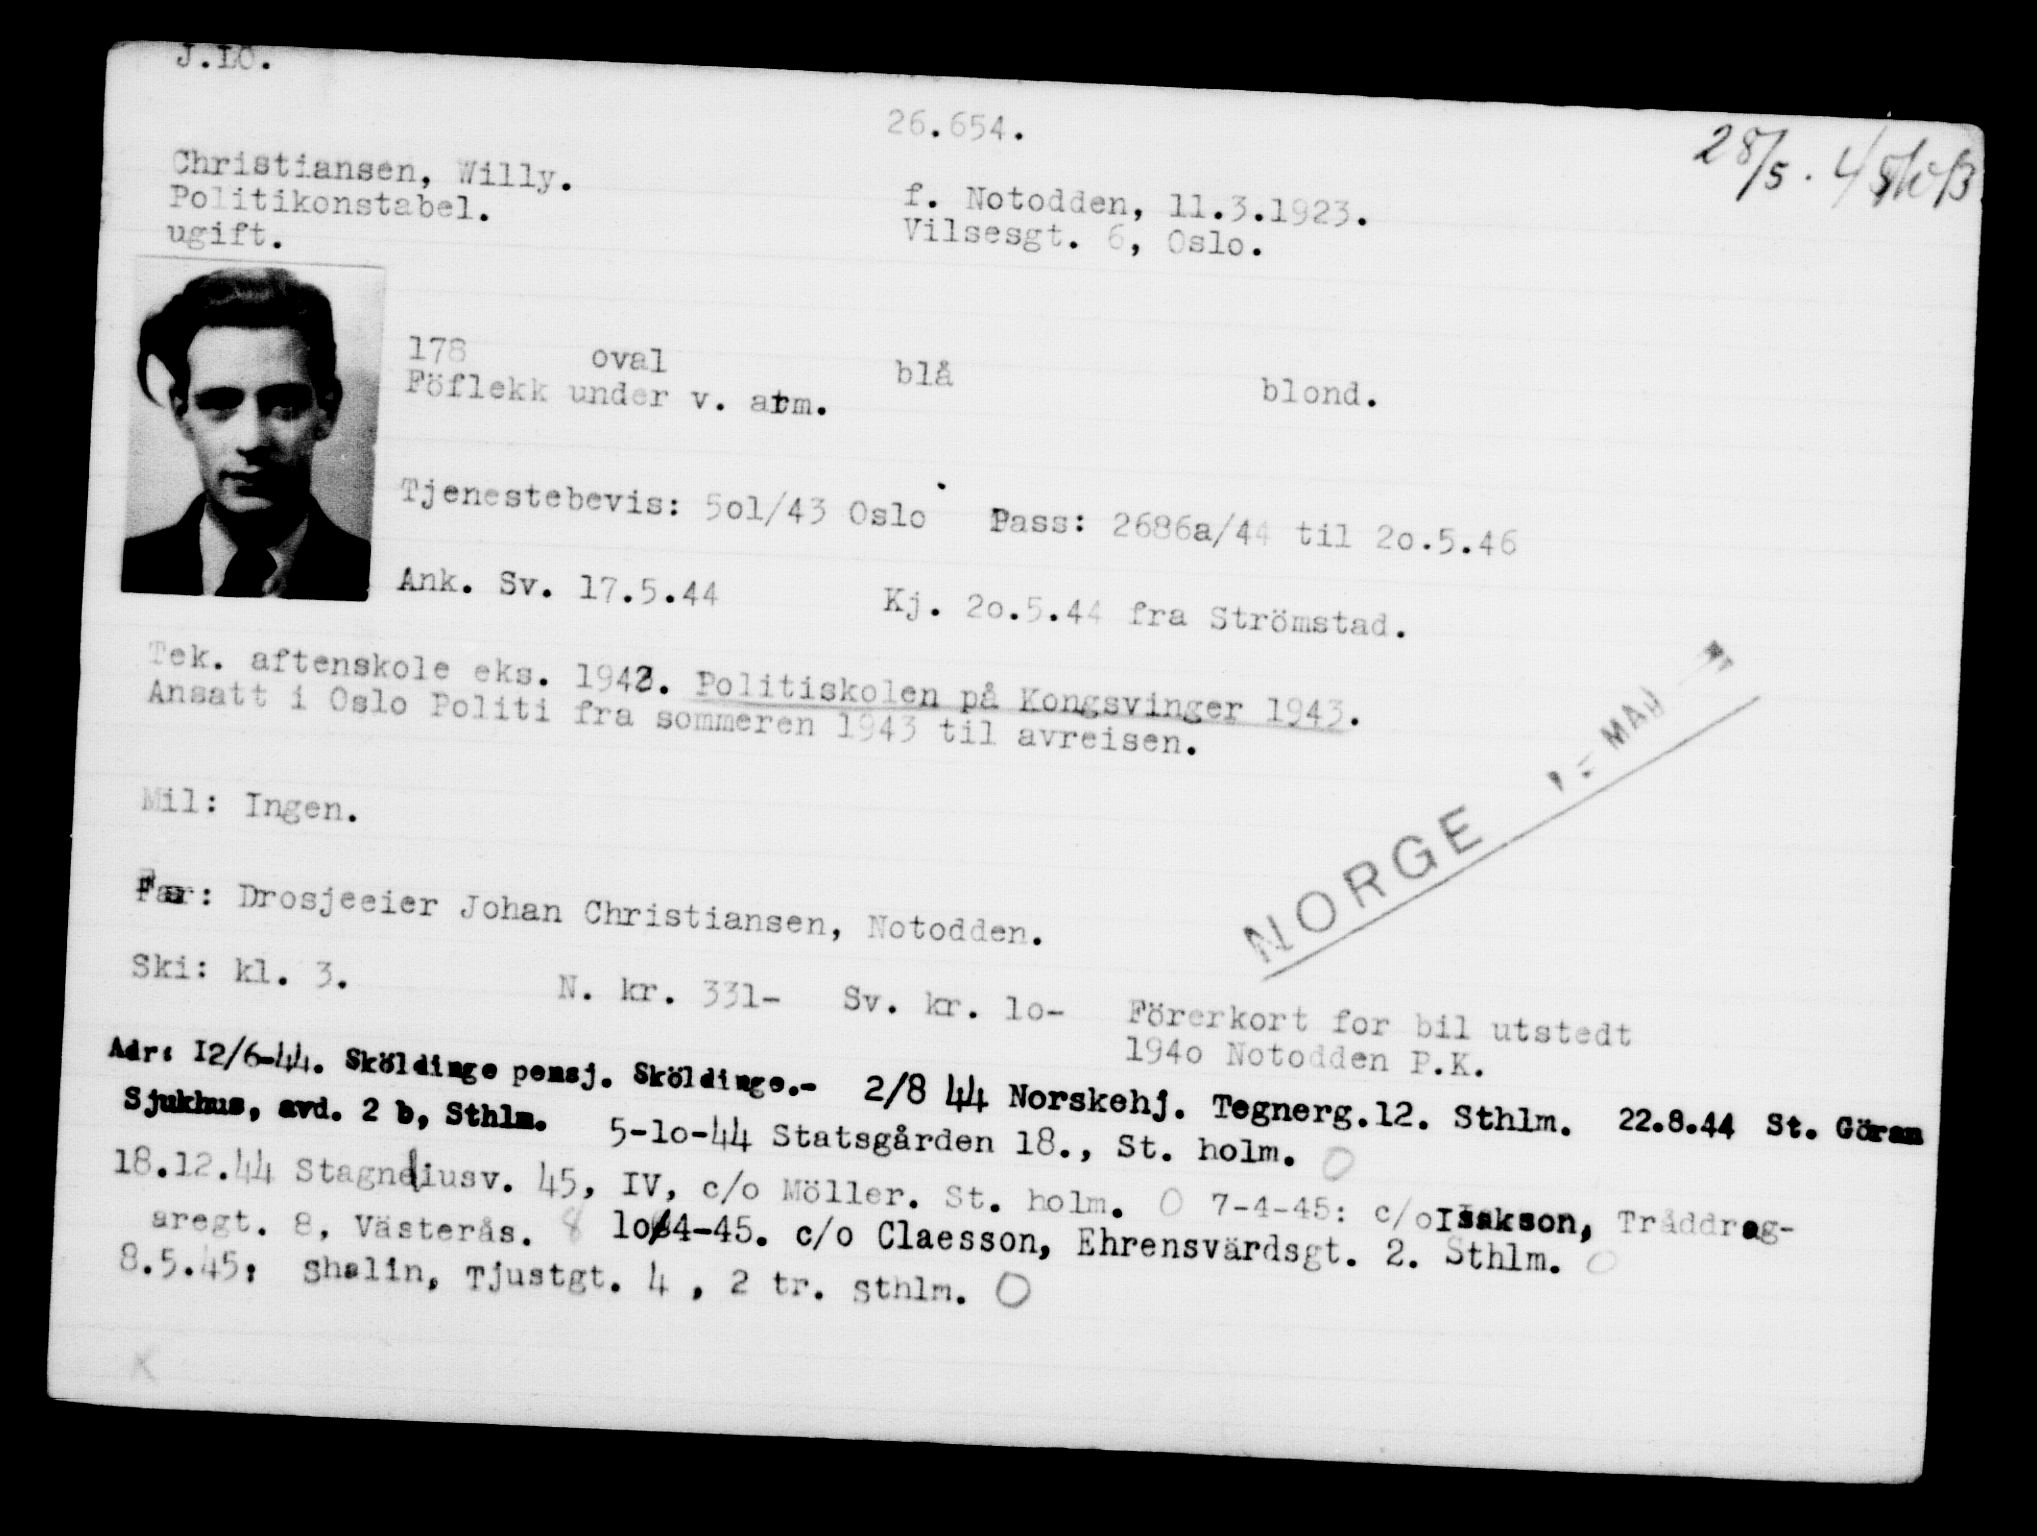 J.LO.
26.654.
28/5.
Christiansen, Willy.
f. Notodden, 11.3.1923.
Politikonstabel.
Vilsesgt. 6, Oslo.
ugift.
178 oval blå blond.
Föflekk under v. arm.
Tjenestebevis: 5o1/43 Oslo Pass: 2686a/44 til 2o.5.46
Ank. Sv. 17.5.44 Kj. 2o.5.44 fra Strömstad.
Tek. aftenskole eks. 1943. Politiskolen på Kongsvinger 1943.
Ansatt i Oslo Politi fra sommeren 1943 til avreisen.
NORGE
Mil: Ingen.
Far: Drosjeeier Johan Christiansen, Notodden.
Ski: kl. 3. N. kr. 331- Sv. kr. 1o- Förerkort for bil utstedt
194o Notodden P.K.
Adr: I2/6-44. Sköldinge pensj. Sköldinge.- 2/8 44 Norskehj. Tegnerg.12. Sthlm. 22.8.44 St. Göran
Sjukhus, avd. 2 b, Sthlm. 5-1o-44 Statsgården 18., St. holm. O
18.12.44 Stagneliusv. 45, IV, c/o Möller. St. holm. O 7-4-45: c/o Isakson, Tråddrag-
aregt. 8, Västerås. 1o-4-45. c/o Claesson, Ehrensvärdsgt. 2. Sthlm. O
8.5.45: Shalin, Tjustgt. 4 , 2 tr. Sthlm. O
K